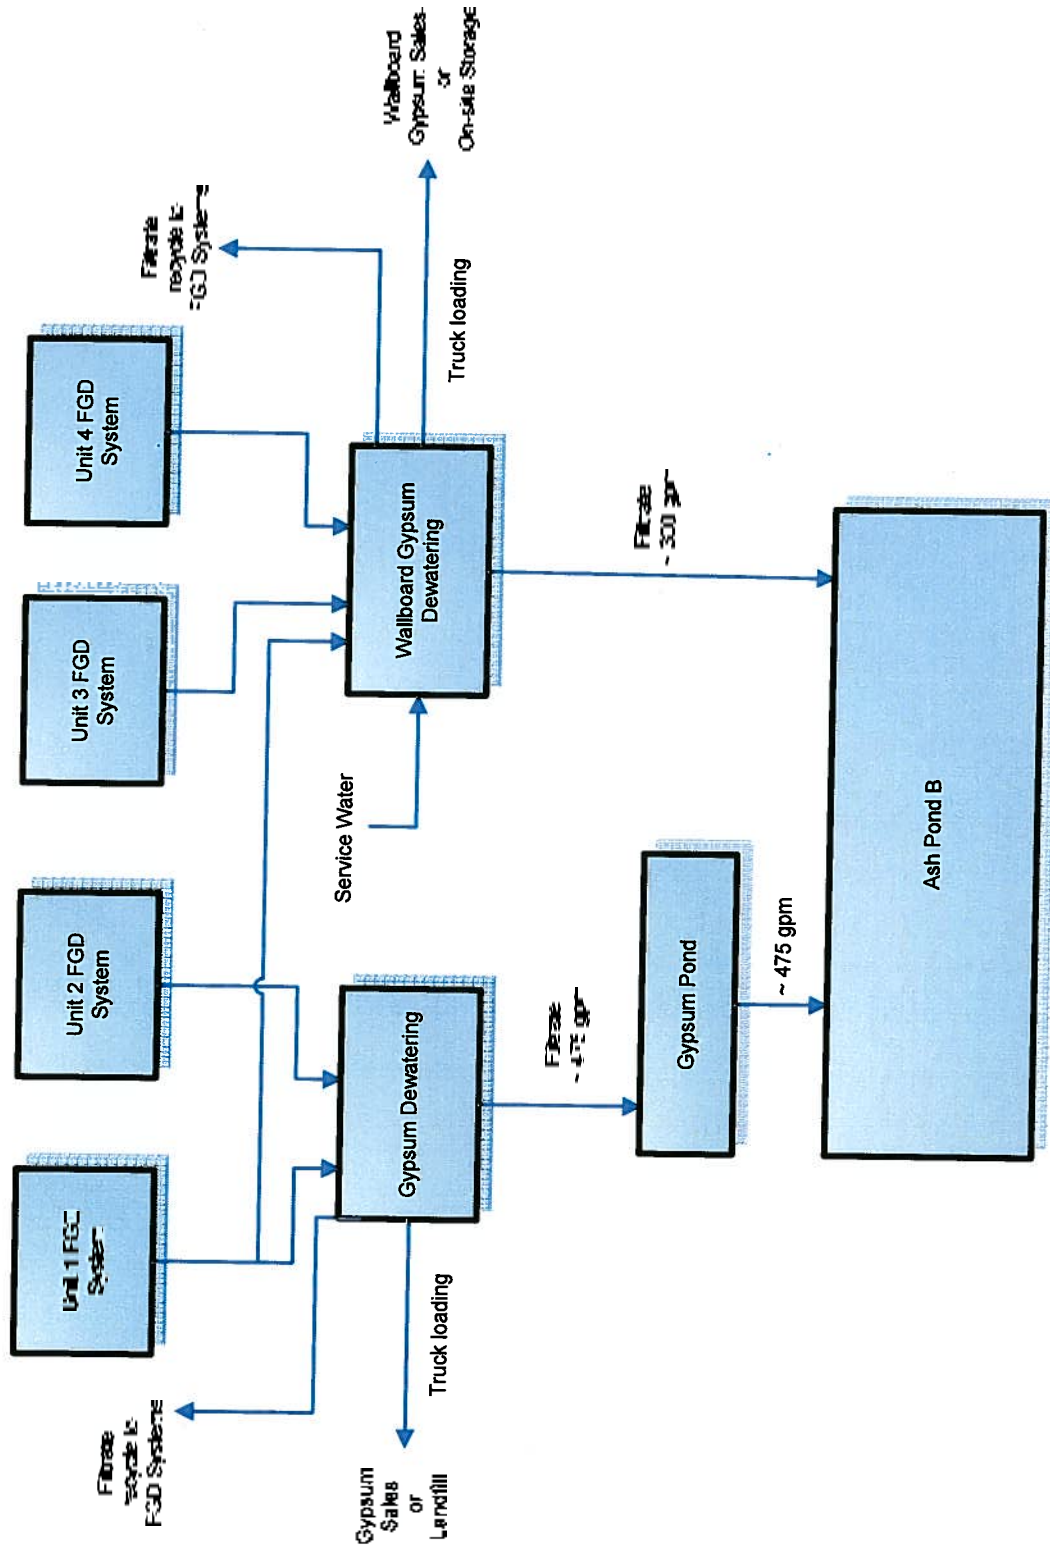 Unit 1 FGD
System
Unit 2 FGD
System
Unit 3 FGD
System
Unit 4 FGD
System
Filtrate
recycle to
FGD Systems
Filtrate
recycle to
FGD Systems
Service Water
Gypsum Dewatering
Wallboard Gypsum
Dewatering
Gypsum
Sales
or
Landfill
Truck loading
Truck loading
Wallboard
Gypsum Sales
or
On-site Storage
Filtrate
~ 475 gpm
Filtrate
~ 300 gpm
Gypsum Pond
~ 475 gpm
Ash Pond B